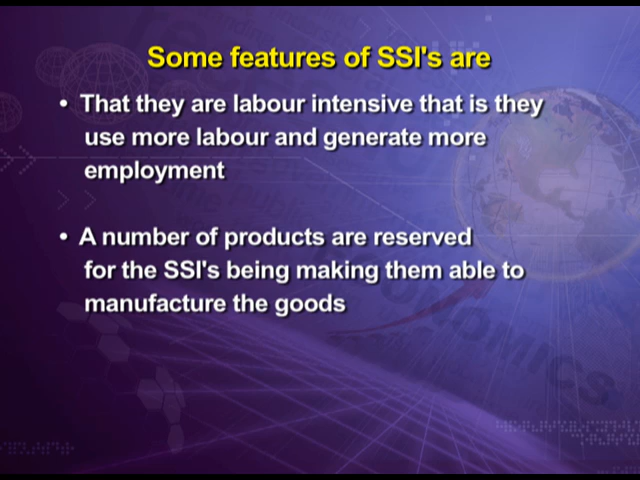 Some features of SSI's are
• That they are labour intensive that is they
use more labour and generate more
employment
• A number of products are reserved
for the SSI's being making them able to
manufacture the goods
ECONOMICS